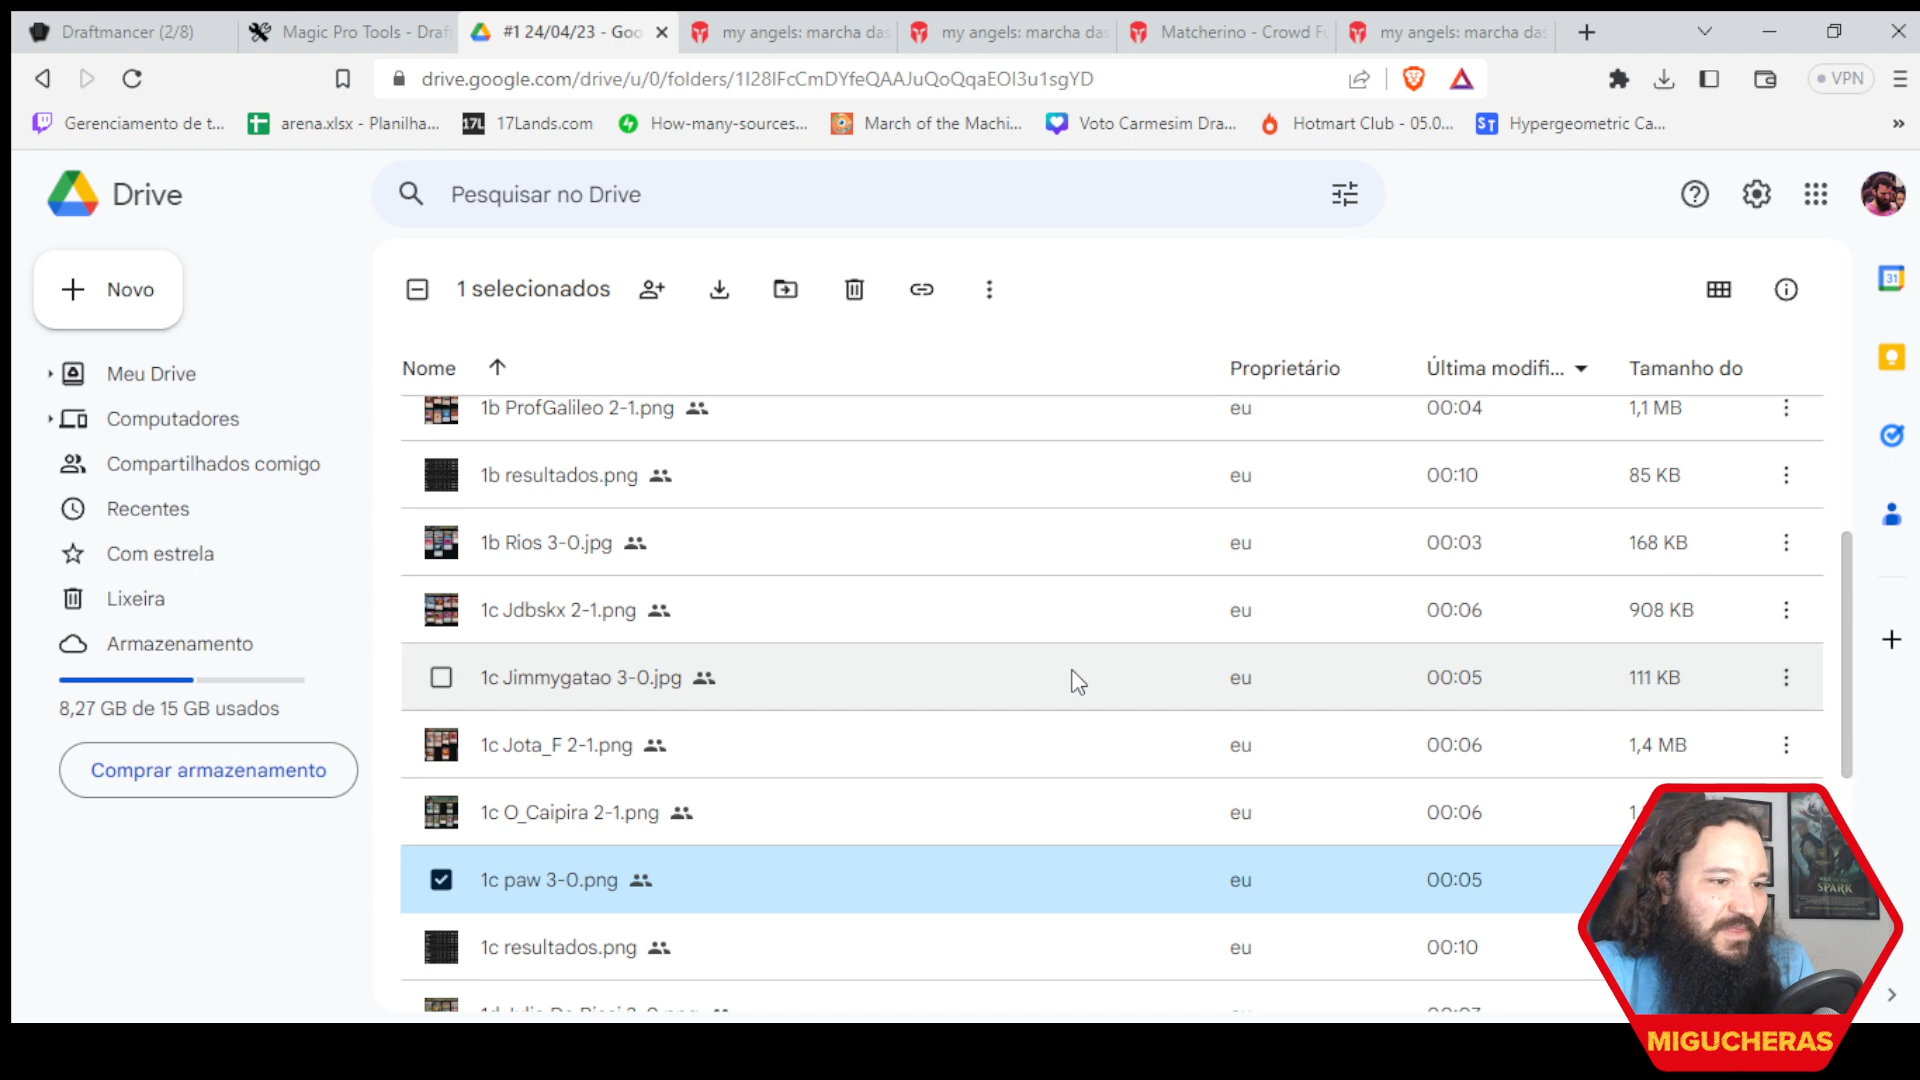 Draftmancer (2/8)
Magic Pro Tools - Draf
#1 24/04/23 - Goo
my angels: marcha das
my angels: marcha das
Matcherino - Crowd Fu
my angels: marcha das
drive.google.com/drive/u/0/folders/1I28IFcCmDYfeQAAJuQoQqaEOI3u1sgYD
VPN
Gerenciamento de t...
arena.xlsx - Planilha...
17L
17Lands.com
How-many-sources...
March of the Machi...
Voto Carmesim Dra...
Hotmart Club - 05.0...
ST
Hypergeometric Ca...
»
Drive
Pesquisar no Drive
Novo
1 selecionados
31
Meu Drive
Computadores
Compartilhados comigo
Recentes
Com estrela
Lixeira
Armazenamento
8,27 GB de 15 GB usados
Comprar armazenamento
Nome
Proprietário
Última modifi...
Tamanho do
1b ProfGalileo 2-1.png
eu
00:04
1,1 MB
1b resultados.png
eu
00:10
85 KB
1b Rios 3-0.jpg
eu
00:03
168 KB
1c Jdbskx 2-1.png
eu
00:06
908 KB
1c Jimmygatao 3-0.jpg
eu
00:05
111 KB
1c Jota_F 2-1.png
eu
00:06
1,4 MB
1c O_Caipira 2-1.png
eu
00:06
1c paw 3-0.png
eu
00:05
1c resultados.png
eu
00:10
WAR OF THE
SPARK
MIGUCHERAS